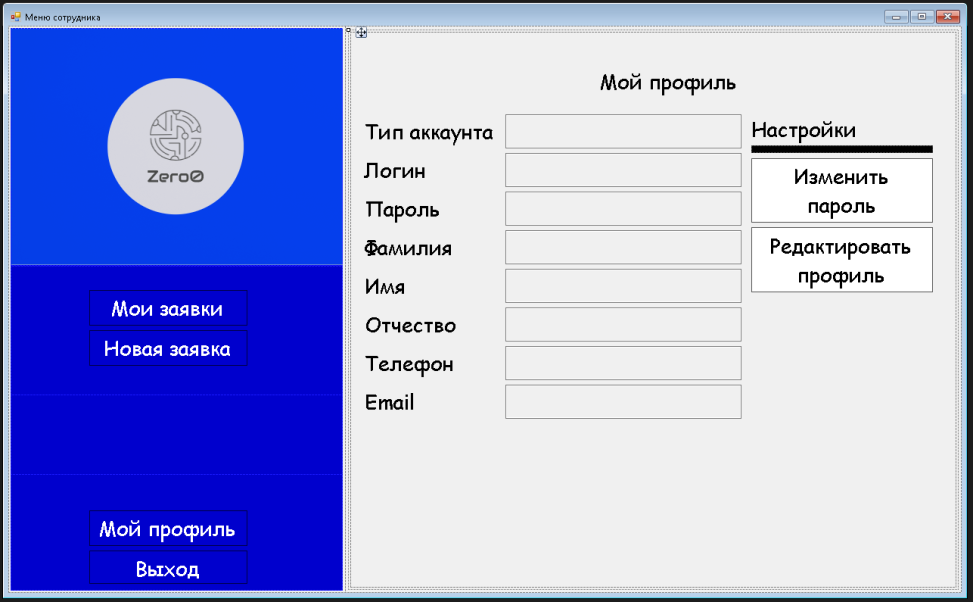 Меню сотрудника
Zero0
Мои заявки
Новая заявка
Мой профиль
Выход
Мой профиль
Тип аккаунта
Логин
Пароль
Фамилия
Имя
Отчество
Телефон
Email
Настройки
Изменить
пароль
Редактировать
профиль